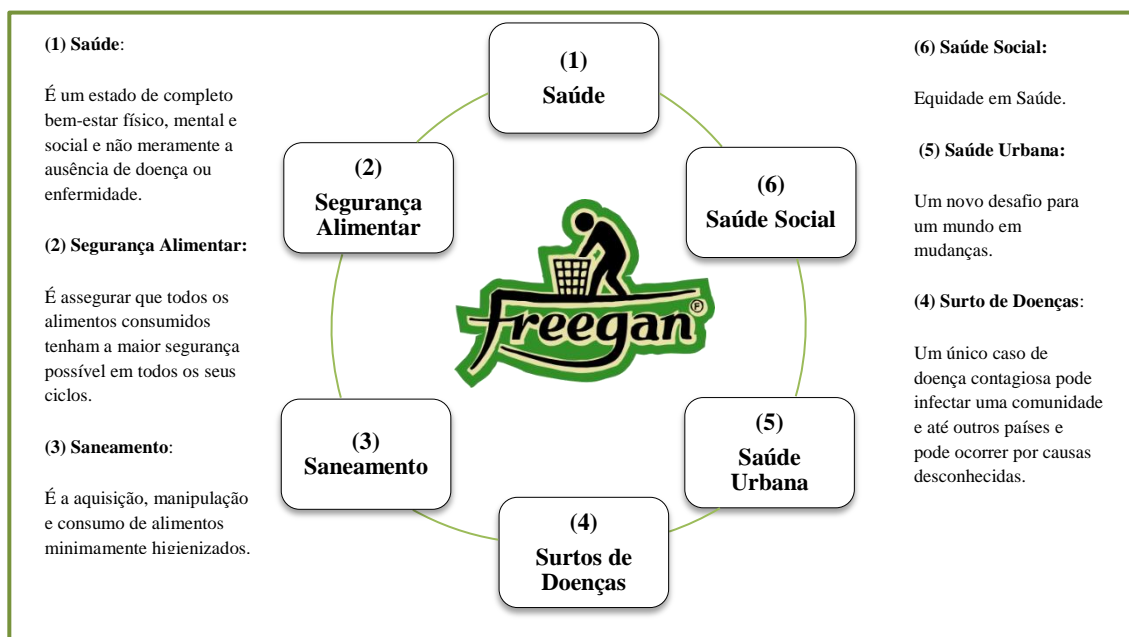 (1) Saúde:
É um estado de completo
bem-estar físico, mental e
social e não meramente a
ausência de doença ou
enfermidade.
(2) Segurança Alimentar:
É assegurar que todos os
alimentos consumidos
tenham a maior segurança
possível em todos os seus
ciclos.
(3) Saneamento:
É a aquisição, manipulação
e consumo de alimentos
minimamente higienizados.
(1)
Saúde
(2)
Segurança
Alimentar
(6)
Saúde Social
freegan®
(3)
Saneamento
(5)
Saúde
Urbana
(4)
Surtos de
Doenças
(6) Saúde Social:
Equidade em Saúde.
(5) Saúde Urbana:
Um novo desafio para
um mundo em
mudanças.
(4) Surto de Doenças:
Um único caso de
doença contagiosa pode
infectar uma comunidade
e até outros países e
pode ocorrer por causas
desconhecidas.